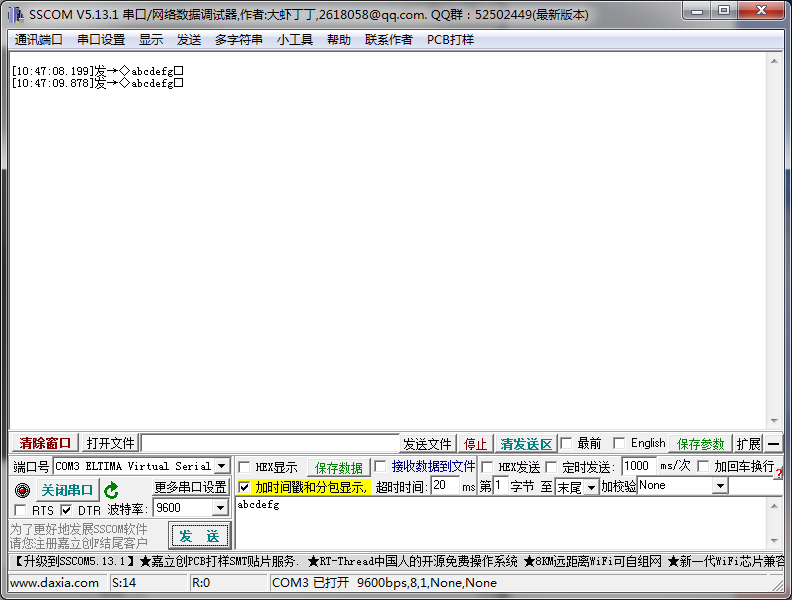 SSCOM V5.13.1 串口/网络数据调试器,作者:大虾丁丁,2618058@qq.com. QQ群：52502449(最新版本)
通讯端口 串口设置 显示 发送 多字符串 小工具 帮助 联系作者 PCB打样
[10:47:08.199]发→◇abcdefg□
[10:47:09.878]发→◇abcdefg□
清除窗口 打开文件 发送文件 停止 清发送区 最前 English 保存参数 扩展 —
端口号 COM3 ELTIMA Virtual Serial HEX显示 保存数据 接收数据到文件 HEX发送 定时发送: 1000 ms/次 加回车换行
关闭串口 更多串口设置 加时间戳和分包显示, 超时时间: 20 ms 第 1 字节 至 末尾 加校验 None
RTS DTR 波特率: 9600
abcdefg
为了更好地发展SSCOM软件
请您注册嘉立创F结尾客户
发 送
【升级到SSCOM5.13.1】★嘉立创PCB打样SMT贴片服务. ★RT-Thread中国人的开源免费操作系统 ★8KM远距离WiFi可自组网 ★新一代WiFi芯片兼容
www.daxia.com S:14 R:0 COM3 已打开 9600bps,8,1,None,None